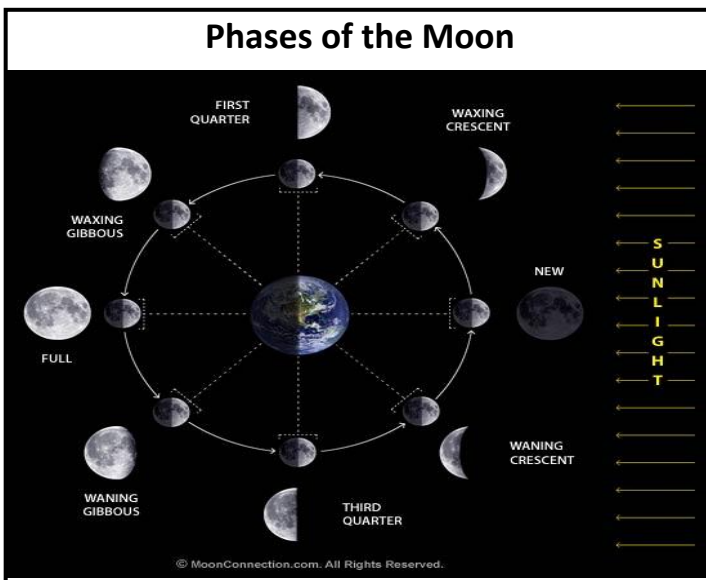 Phases of the Moon
FIRST
QUARTER
WAXING
CRESCENT
WAXING
GIBBOUS
NEW
SUNLIGHT
FULL
WANING
GIBBOUS
THIRD
QUARTER
WANING
CRESCENT
© MoonConnection.com. All Rights Reserved.